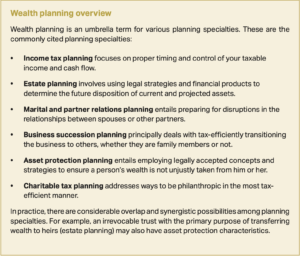 Wealth planning overview
Wealth planning is an umbrella term for various planning specialties. These are the
commonly cited planning specialties:
• Income tax planning focuses on proper timing and control of your taxable
income and cash flow.
• Estate planning involves using legal strategies and financial products to
determine the future disposition of current and projected assets.
• Marital and partner relations planning entails preparing for disruptions in the
relationships between spouses or other partners.
• Business succession planning principally deals with tax-efficiently transitioning
the business to others, whether they are family members or not.
• Asset protection planning entails employing legally accepted concepts and
strategies to ensure a person's wealth is not unjustly taken from him or her.
• Charitable tax planning addresses ways to be philanthropic in the most tax-
efficient manner.
In practice, there are considerable overlap and synergistic possibilities among planning
specialties. For example, an irrevocable trust with the primary purpose of transferring
wealth to heirs (estate planning) may also have asset protection characteristics.